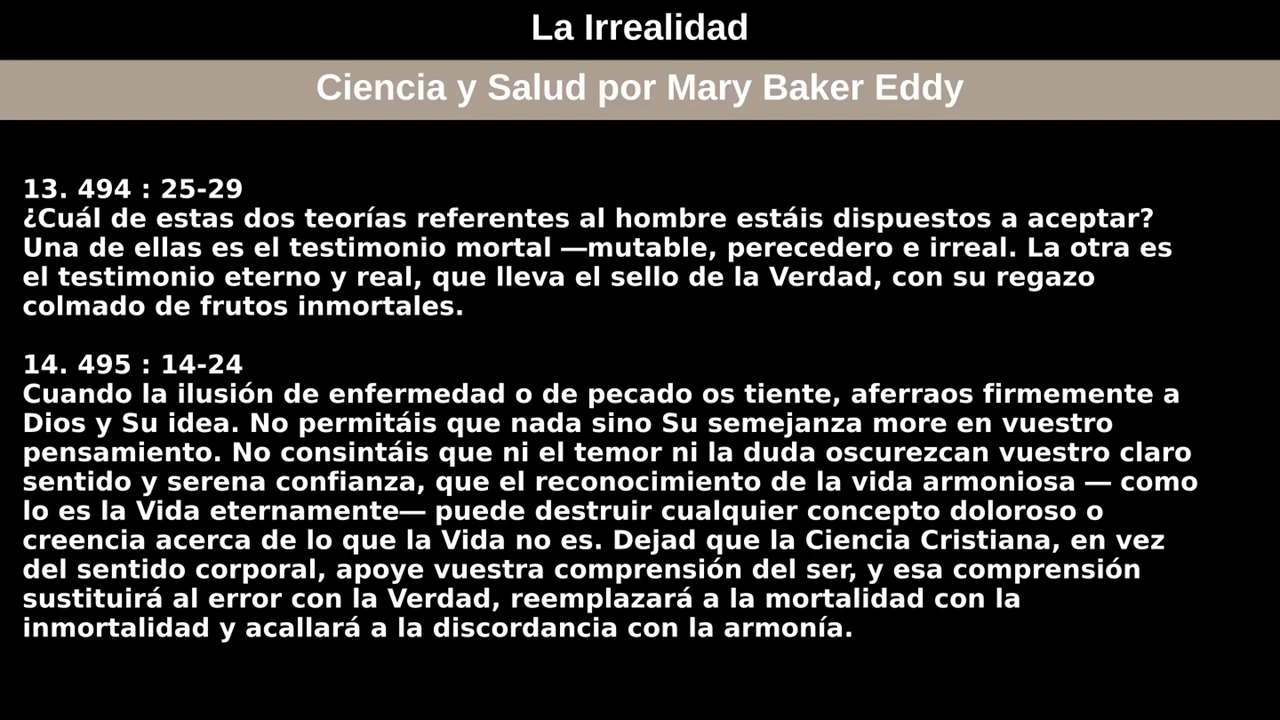 La Irrealidad
Ciencia y Salud por Mary Baker Eddy
13. 494 : 25-29
¿Cuál de estas dos teorías referentes al hombre estáis dispuestos a aceptar?
Una de ellas es el testimonio mortal —mutable, perecedero e irreal. La otra es
el testimonio eterno y real, que lleva el sello de la Verdad, con su regazo
colmado de frutos inmortales.
14. 495 : 14-24
Cuando la ilusión de enfermedad o de pecado os tiente, aferraos firmemente a
Dios y Su idea. No permitáis que nada sino Su semejanza more en vuestro
pensamiento. No consintáis que ni el temor ni la duda oscurezcan vuestro claro
sentido y serena confianza, que el reconocimiento de la vida armoniosa — como
lo es la Vida eternamente— puede destruir cualquier concepto doloroso o
creencia acerca de lo que la Vida no es. Dejad que la Ciencia Cristiana, en vez
del sentido corporal, apoye vuestra comprensión del ser, y esa comprensión
sustituirá al error con la Verdad, reemplazará a la mortalidad con la
inmortalidad y acallará a la discordancia con la armonía.